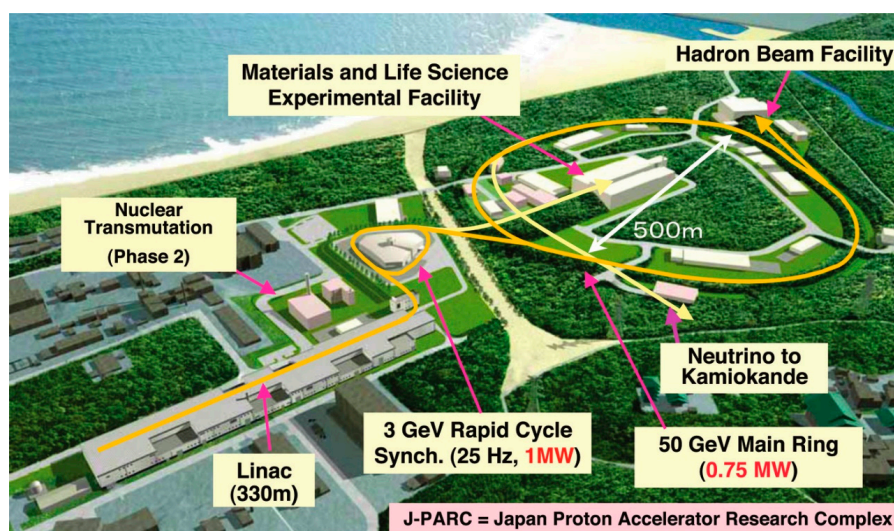 Hadron Beam Facility
Materials and Life Science
Experimental Facility
Nuclear
Transmutation
(Phase 2)
500m
Neutrino to
Kamiokande
3 GeV Rapid Cycle
Synch. (25 Hz, 1MW)
50 GeV Main Ring
(0.75 MW)
Linac
(330m)
J-PARC = Japan Proton Accelerator Research Complex